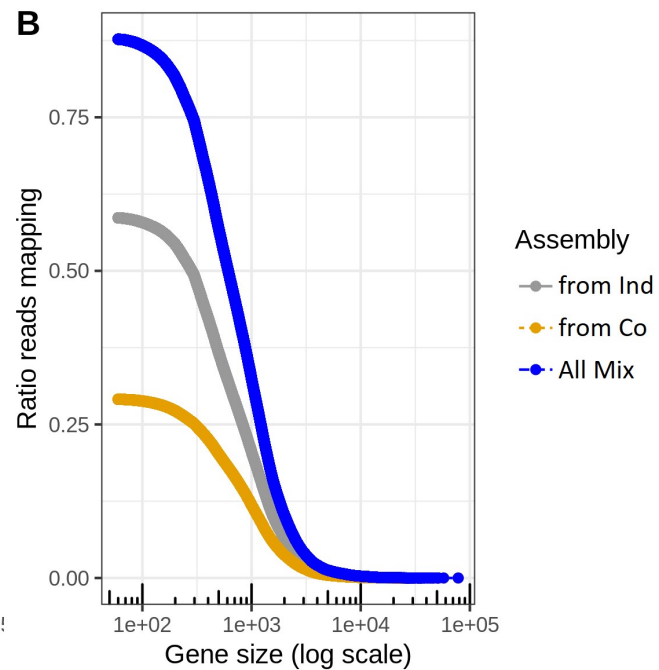 B
Ratio reads mapping
0.75
0.50
0.25
0.00
1e+02 1e+03 1e+04 1e+05
Gene size (log scale)
Assembly
from Ind
from Co
All Mix